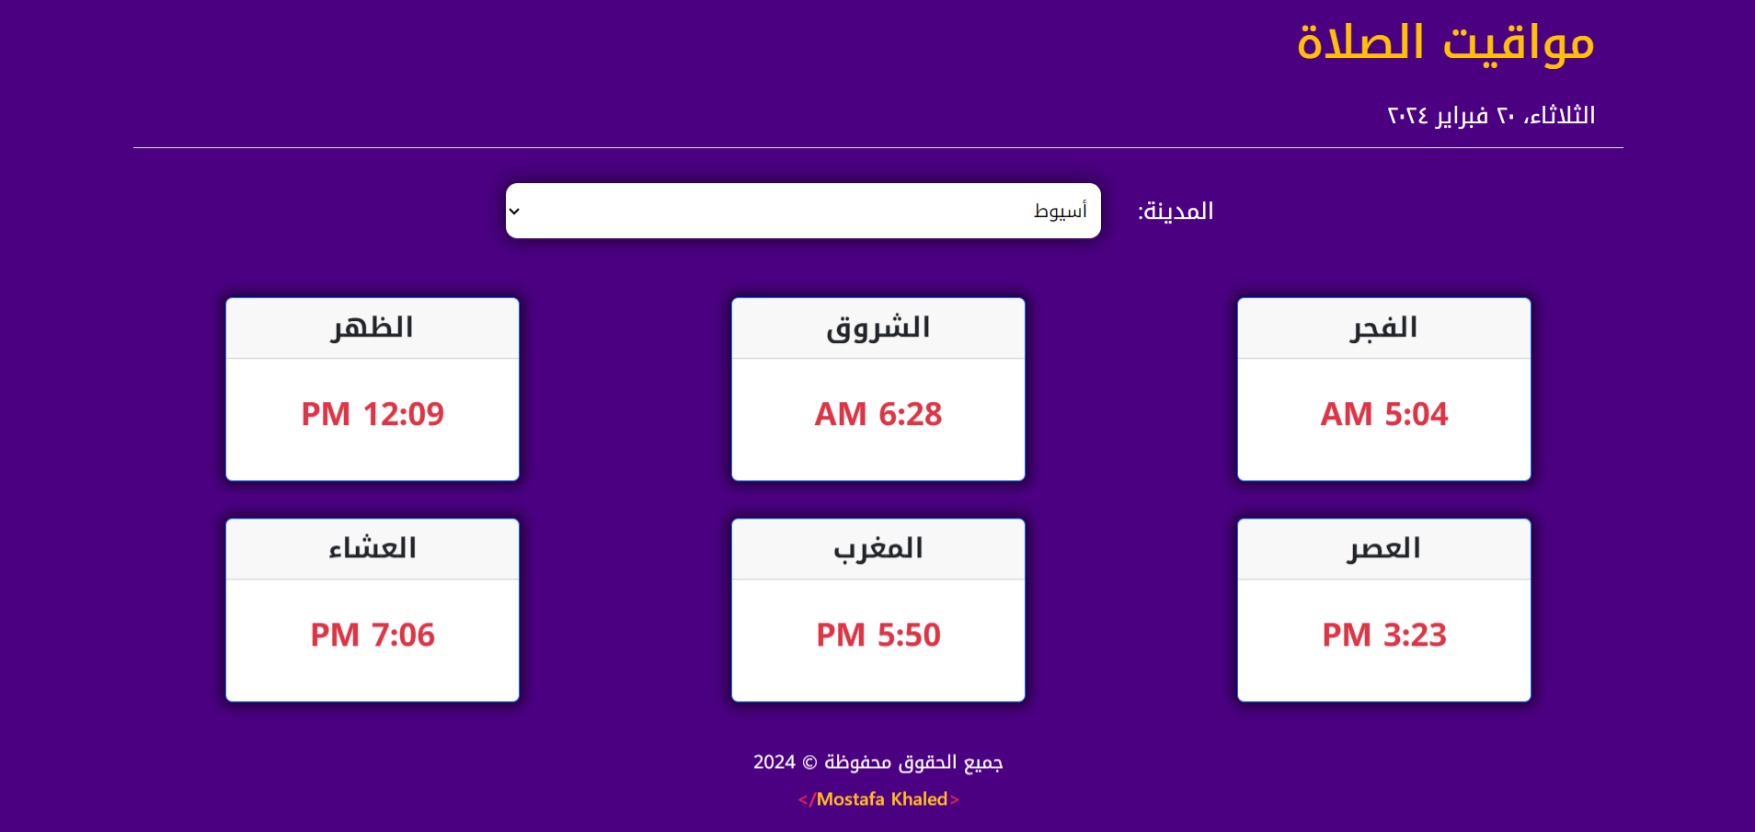 مواقيت الصلاة
الثلاثاء، ٢٠ فبراير ٢٠٢٤
المدينة:
أسيوط
الفجر
5:04 AM
الشروق
6:28 AM
الظهر
12:09 PM
العصر
3:23 PM
المغرب
5:50 PM
العشاء
7:06 PM
جميع الحقوق محفوظة © 2024
<Mostafa Khaled/>